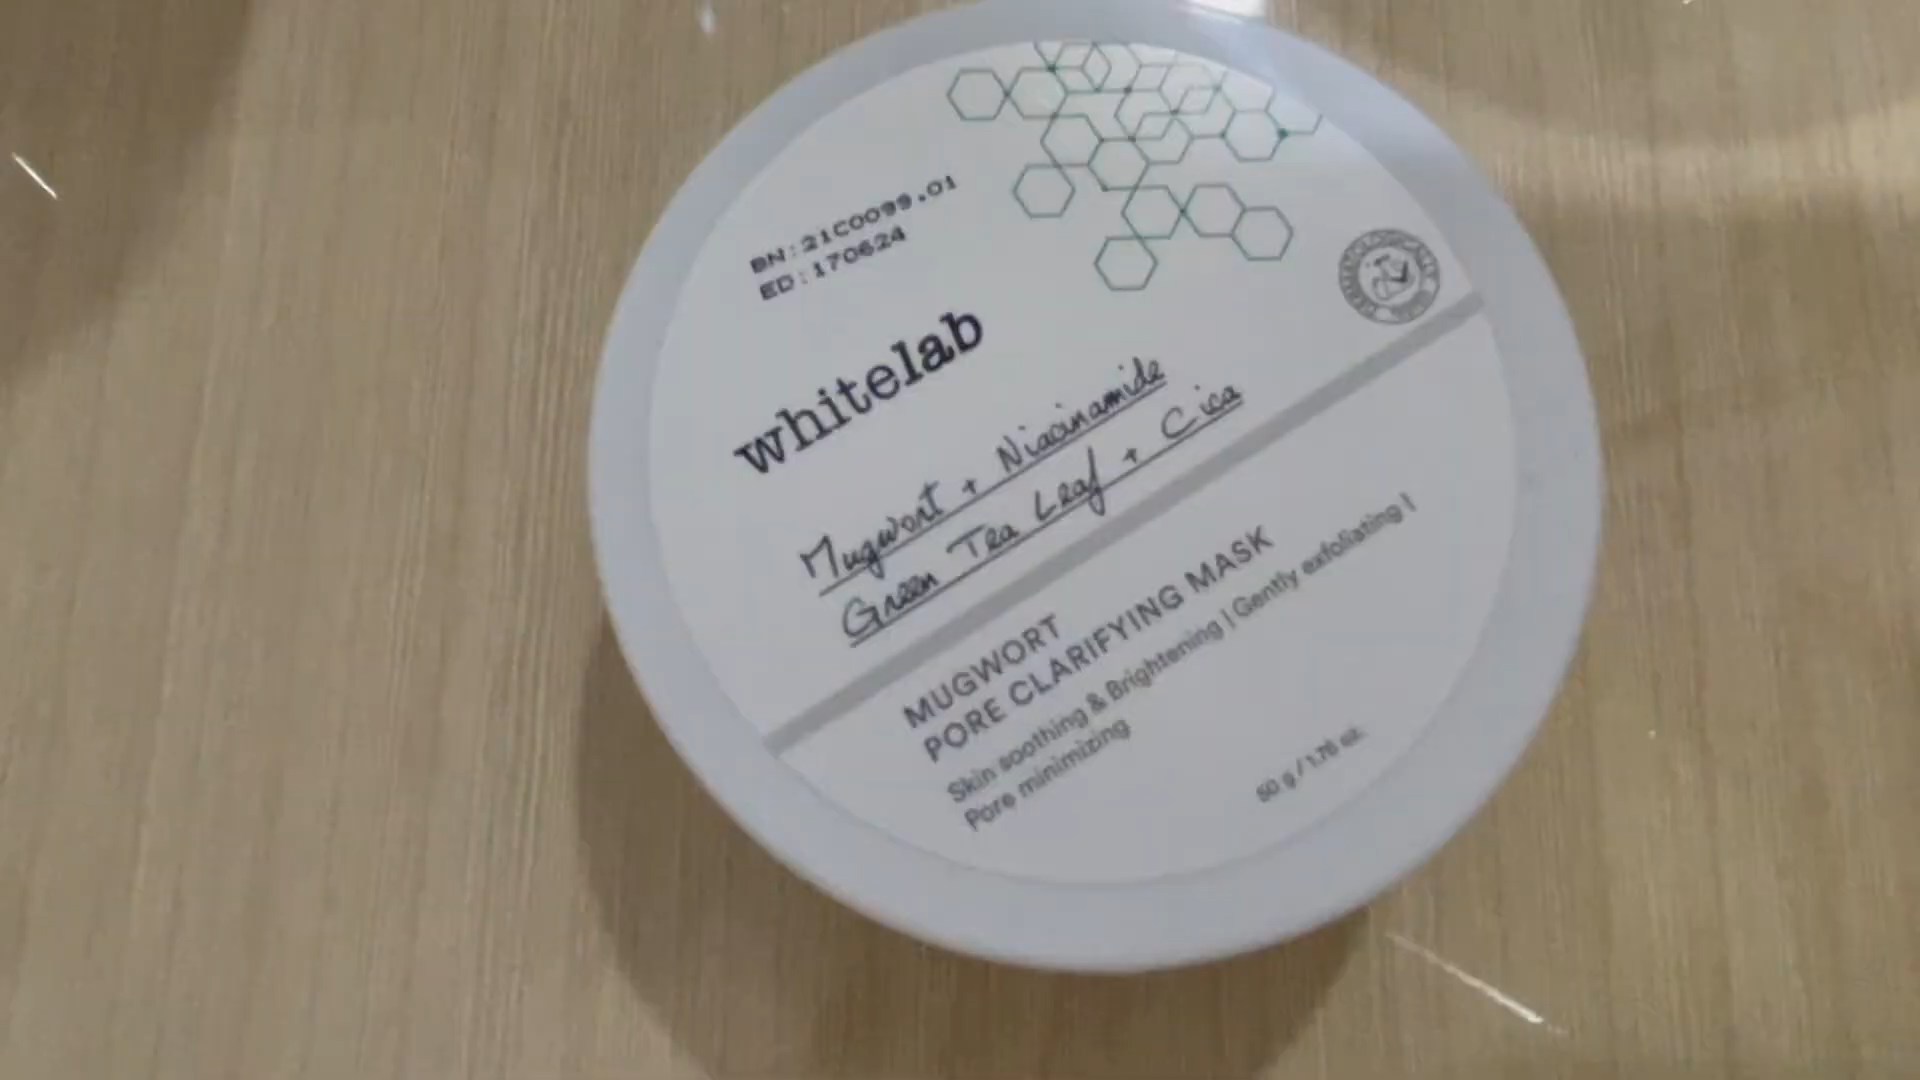 BN:21C0099.01
ED:170624
whitelab
Mugwort + Niacinamide
Green Tea Leaf + Cica
MUGWORT
PORE CLARIFYING MASK
Skin soothing & Brightening | Gently exfoliating |
Pore minimizing
50 g / 1.76 oz.
DERMATOLOGICALLY